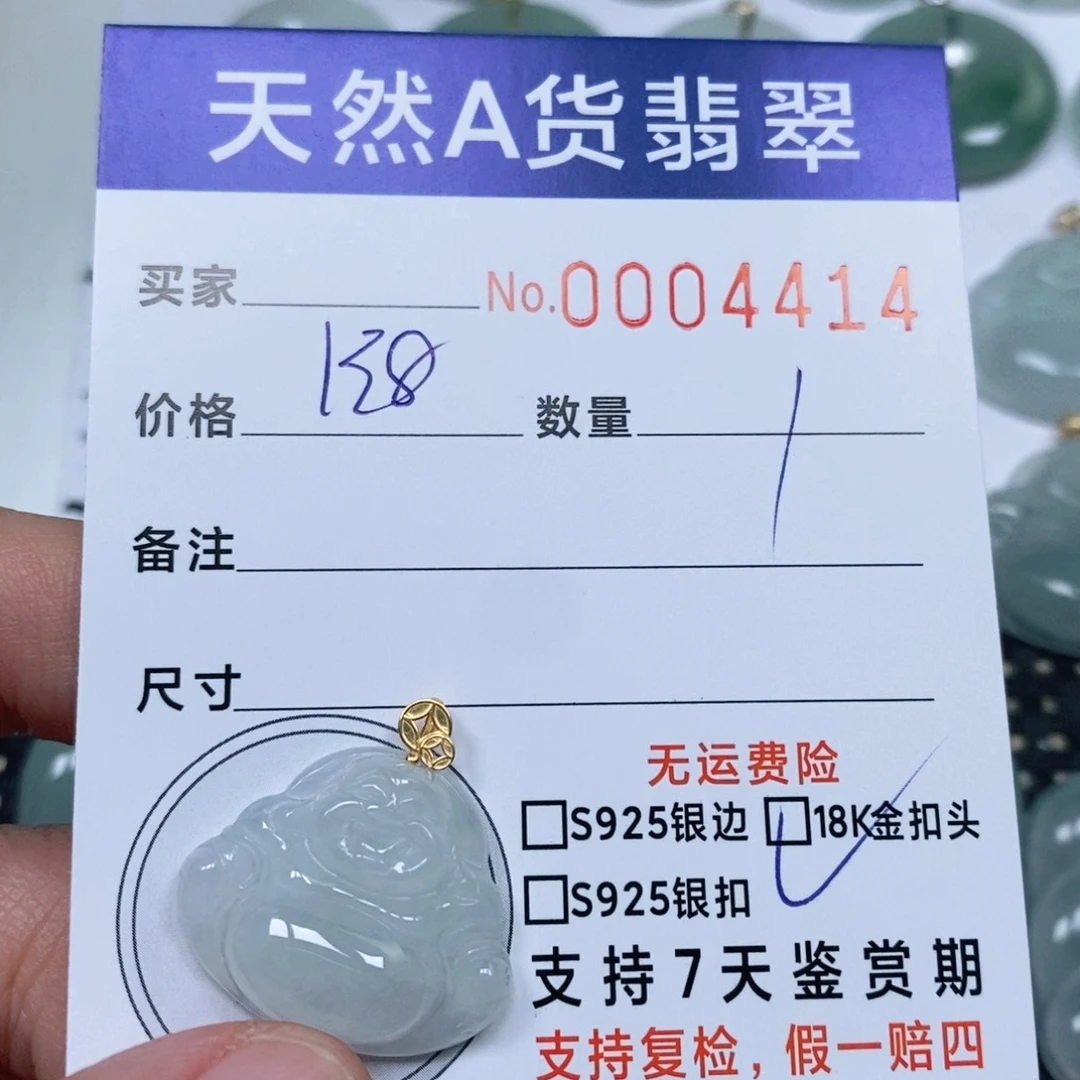 天然A货翡翠
买家 No.0004414
价格 138 数量 1
备注
尺寸
无运费险
S925银边 18K金扣头
S925银扣
支持7天鉴赏期
支持复检，假一赔四